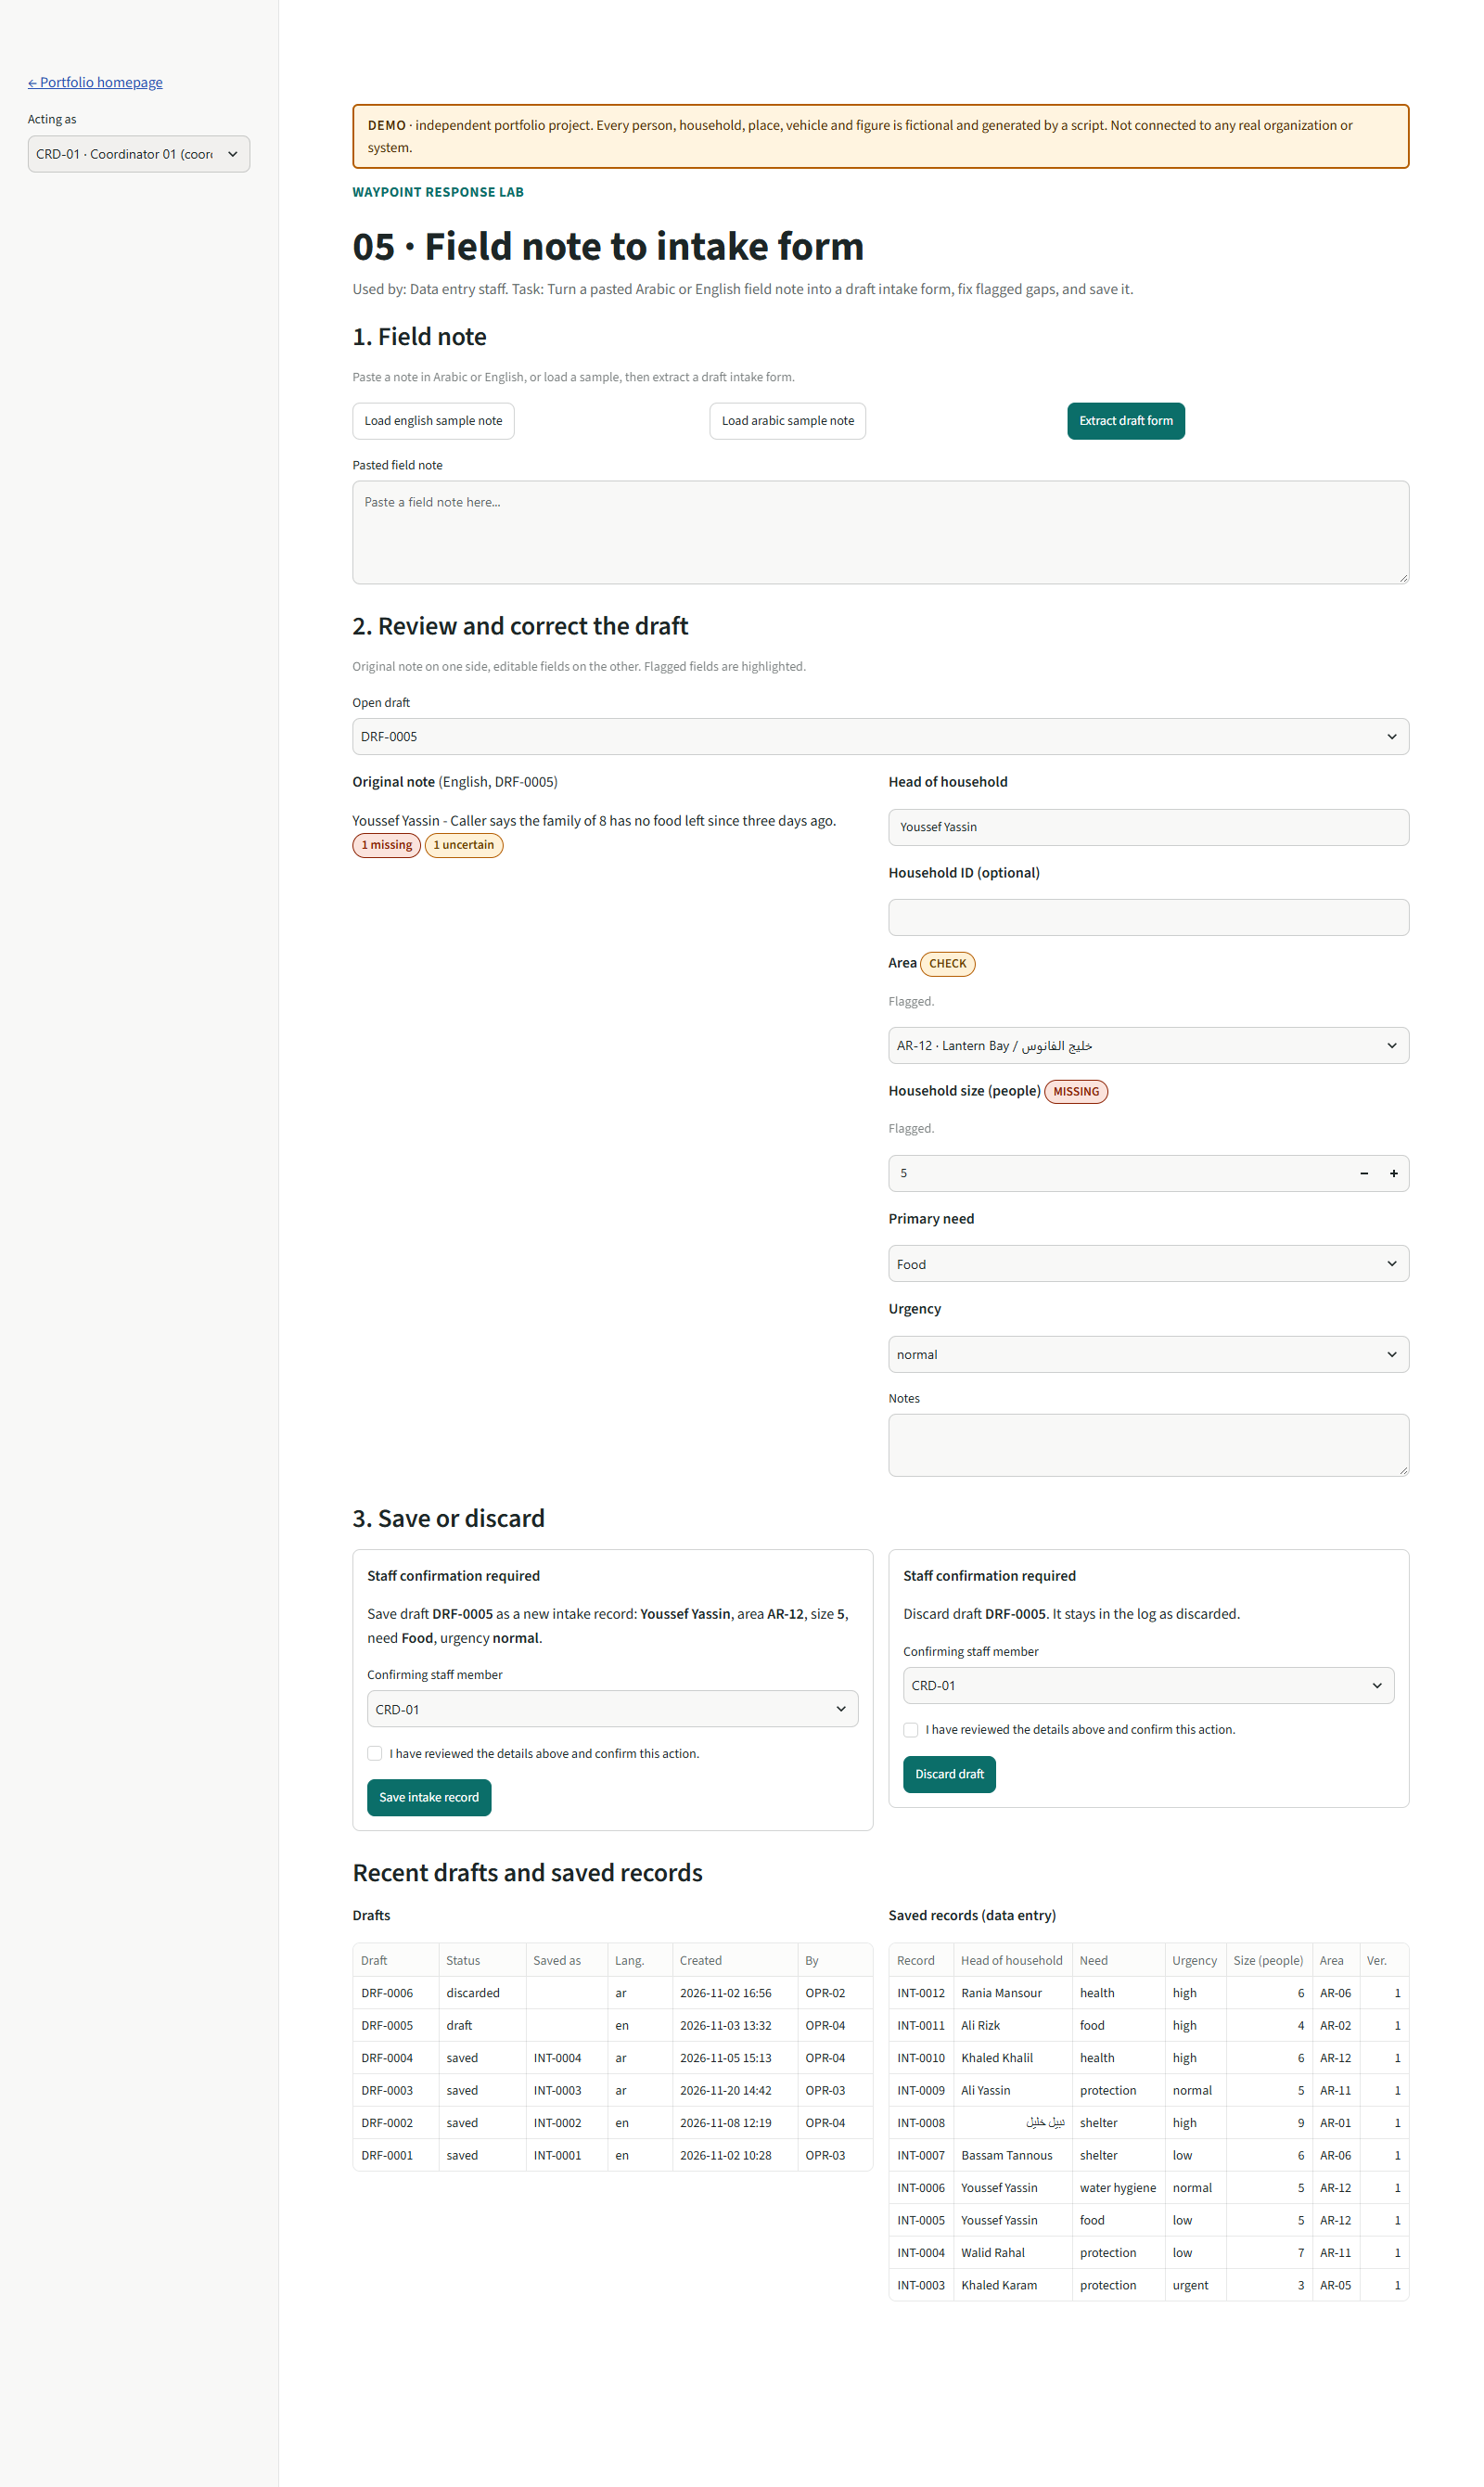 ← Portfolio homepage
Acting as
CRD-01 · Coordinator 01 (coord
DEMO · independent portfolio project. Every person, household, place, vehicle and figure is fictional and generated by a script. Not connected to any real organization or
system.
WAYPOINT RESPONSE LAB
05 · Field note to intake form
Used by: Data entry staff. Task: Turn a pasted Arabic or English field note into a draft intake form, fix flagged gaps, and save it.
1. Field note
Paste a note in Arabic or English, or load a sample, then extract a draft intake form.
Load english sample note
Load arabic sample note
Extract draft form
Pasted field note
Paste a field note here...
2. Review and correct the draft
Original note on one side, editable fields on the other. Flagged fields are highlighted.
Open draft
DRF-0005
Original note (English, DRF-0005)
Youssef Yassin - Caller says the family of 8 has no food left since three days ago.
1 missing 1 uncertain
Head of household
Youssef Yassin
Household ID (optional)
Area CHECK
Flagged.
AR-12 · Lantern Bay / خليج الفانوس
Household size (people) MISSING
Flagged.
5
Primary need
Food
Urgency
normal
Notes
3. Save or discard
Staff confirmation required
Save draft DRF-0005 as a new intake record: Youssef Yassin, area AR-12, size 5,
need Food, urgency normal.
Confirming staff member
CRD-01
I have reviewed the details above and confirm this action.
Save intake record
Staff confirmation required
Discard draft DRF-0005. It stays in the log as discarded.
Confirming staff member
CRD-01
I have reviewed the details above and confirm this action.
Discard draft
Recent drafts and saved records
Drafts
Draft Status Saved as Lang. Created By
DRF-0006 discarded ar 2026-11-02 16:56 OPR-02
DRF-0005 draft en 2026-11-03 13:32 OPR-04
DRF-0004 saved INT-0004 ar 2026-11-05 15:13 OPR-04
DRF-0003 saved INT-0003 ar 2026-11-20 14:42 OPR-03
DRF-0002 saved INT-0002 en 2026-11-08 12:19 OPR-04
DRF-0001 saved INT-0001 en 2026-11-02 10:28 OPR-03
Saved records (data entry)
Record Head of household Need Urgency Size (people) Area Ver.
INT-0012 Rania Mansour health high 6 AR-06 1
INT-0011 Ali Rizk food high 4 AR-02 1
INT-0010 Khaled Khalil health high 6 AR-12 1
INT-0009 Ali Yassin protection normal 5 AR-11 1
INT-0008 نبيل خليل shelter high 9 AR-01 1
INT-0007 Bassam Tannous shelter low 6 AR-06 1
INT-0006 Youssef Yassin water hygiene normal 5 AR-12 1
INT-0005 Youssef Yassin food low 5 AR-12 1
INT-0004 Walid Rahal protection low 7 AR-11 1
INT-0003 Khaled Karam protection urgent 3 AR-05 1